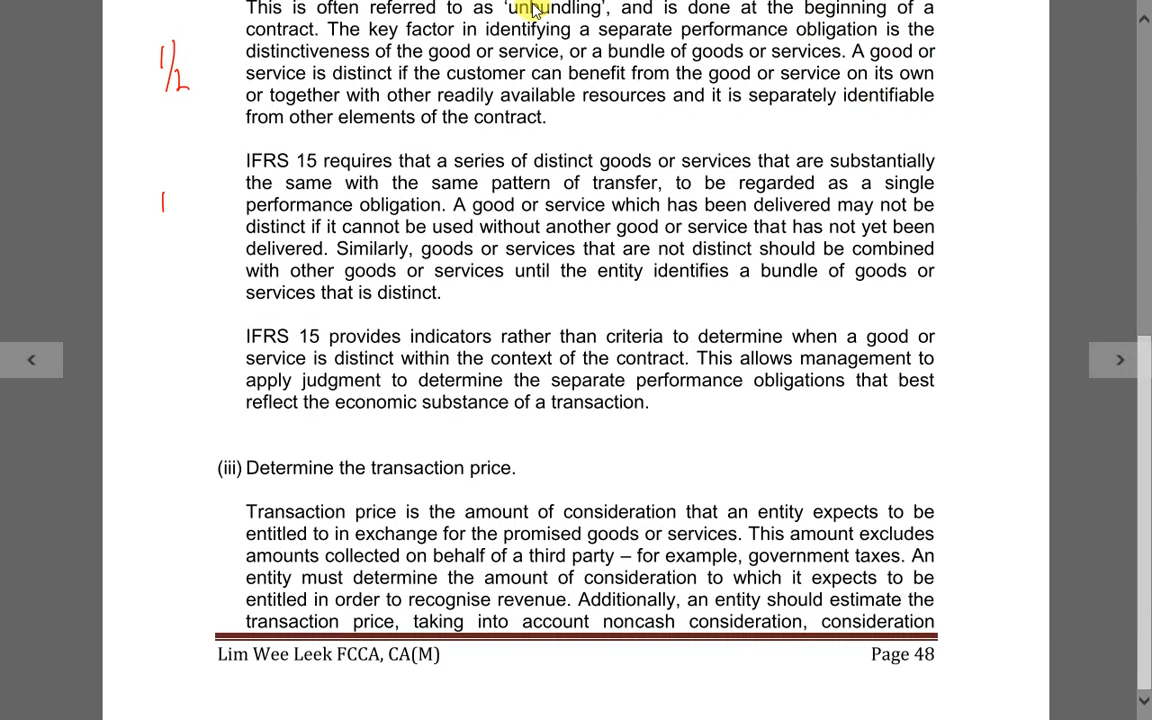 This is often referred to as ‘unbundling’, and is done at the beginning of a
contract. The key factor in identifying a separate performance obligation is the
distinctiveness of the good or service, or a bundle of goods or services. A good or
service is distinct if the customer can benefit from the good or service on its own
or together with other readily available resources and it is separately identifiable
from other elements of the contract.
1/2
IFRS 15 requires that a series of distinct goods or services that are substantially
the same with the same pattern of transfer, to be regarded as a single
performance obligation. A good or service which has been delivered may not be
distinct if it cannot be used without another good or service that has not yet been
delivered. Similarly, goods or services that are not distinct should be combined
with other goods or services until the entity identifies a bundle of goods or
services that is distinct.
1
IFRS 15 provides indicators rather than criteria to determine when a good or
service is distinct within the context of the contract. This allows management to
apply judgment to determine the separate performance obligations that best
reflect the economic substance of a transaction.
(iii) Determine the transaction price.
Transaction price is the amount of consideration that an entity expects to be
entitled to in exchange for the promised goods or services. This amount excludes
amounts collected on behalf of a third party – for example, government taxes. An
entity must determine the amount of consideration to which it expects to be
entitled in order to recognise revenue. Additionally, an entity should estimate the
transaction price, taking into account noncash consideration, consideration
Lim Wee Leek FCCA, CA(M) Page 48